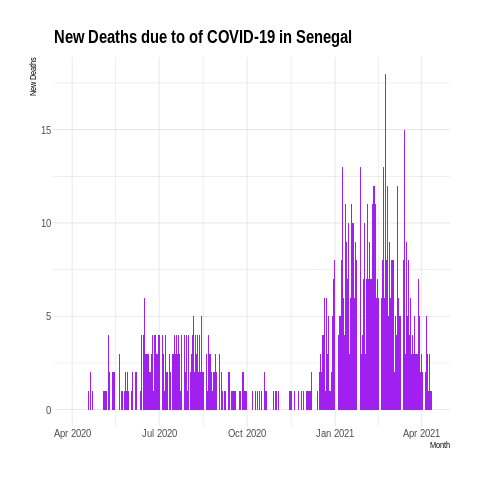 New Deaths due to of COVID-19 in Senegal
New Deaths
15
10
5
0
Apr 2020 Jul 2020 Oct 2020 Jan 2021 Apr 2021
Month